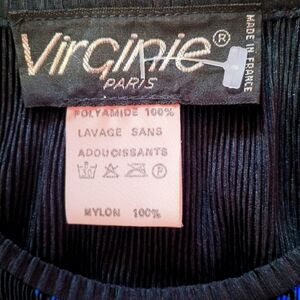 Virginie®
PARIS
MADE IN FRANCE
POLYAMIDE 100%
LAVAGE SANS
ADOUCISSANTS
P
NYLON 100%